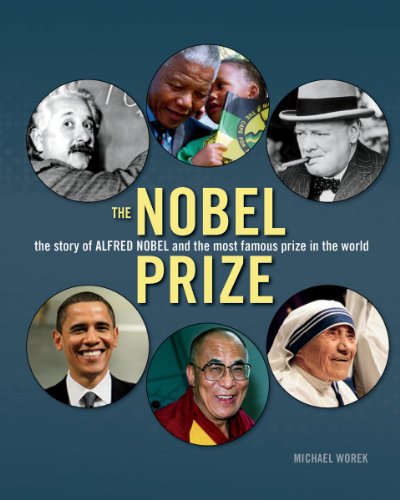 THE NOBEL
the story of ALFRED NOBEL and the most famous prize in the world
PRIZE
MICHAEL WOREK